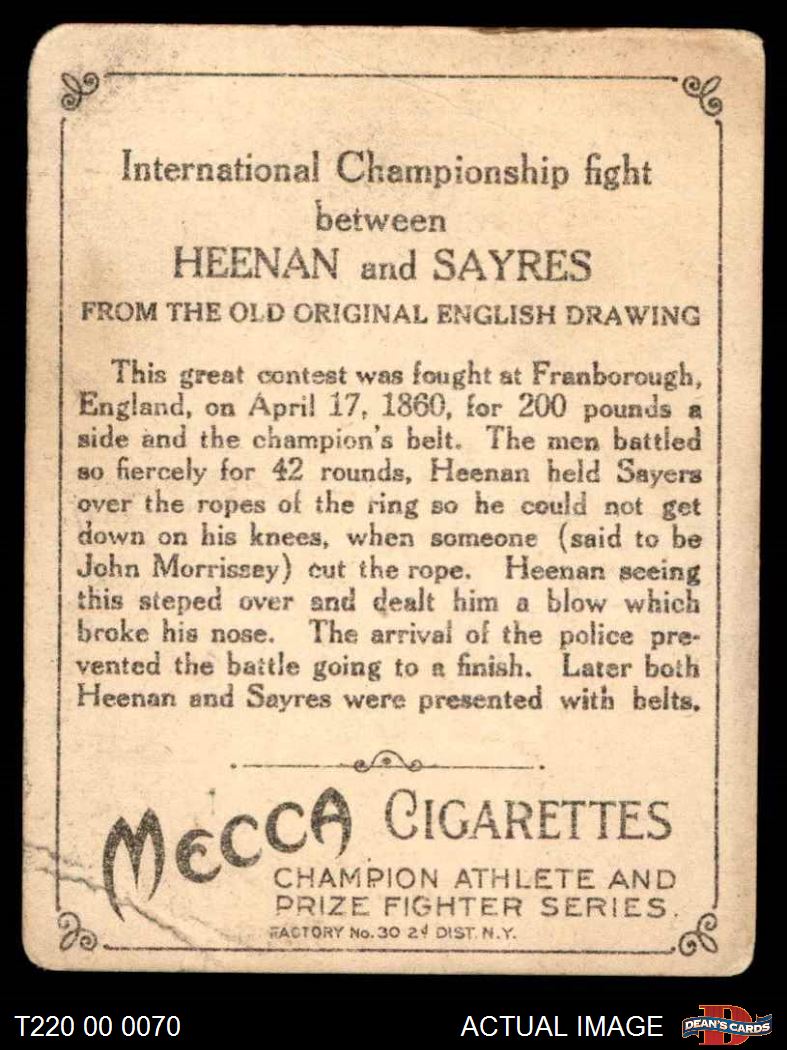 International Championship fight
between
HEENAN and SAYRES
FROM THE OLD ORIGINAL ENGLISH DRAWING
This great contest was fought at Franborough,
England, on April 17, 1860, for 200 pounds a
side and the champion's belt. The men battled
so fiercely for 42 rounds, Heenan held Sayers
over the ropes of the ring so he could not get
down on his knees, when someone (said to be
John Morrissey) cut the rope. Heenan seeing
this steped over and dealt him a blow which
broke his nose. The arrival of the police pre-
vented the battle going to a finish. Later both
Heenan and Sayres were presented with belts.
MECCA CIGARETTES
CHAMPION ATHLETE AND
PRIZE FIGHTER SERIES.
FACTORY No. 30 2d DIST. N.Y.
T220 00 0070
ACTUAL IMAGE
D
DEAN'S CARDS